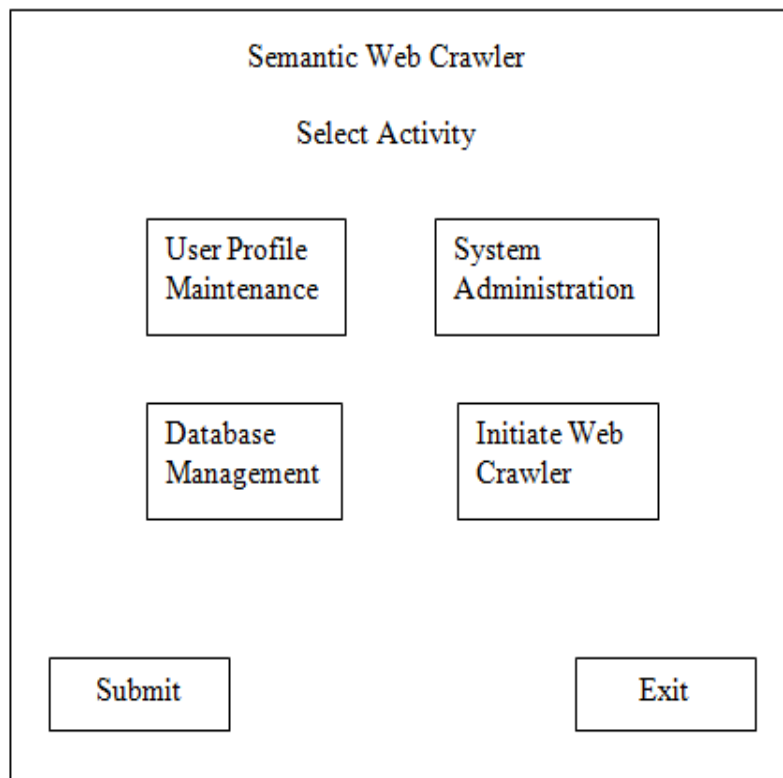 Semantic Web Crawler
Select Activity
User Profile
Maintenance
System
Administration
Database
Management
Initiate Web
Crawler
Submit
Exit